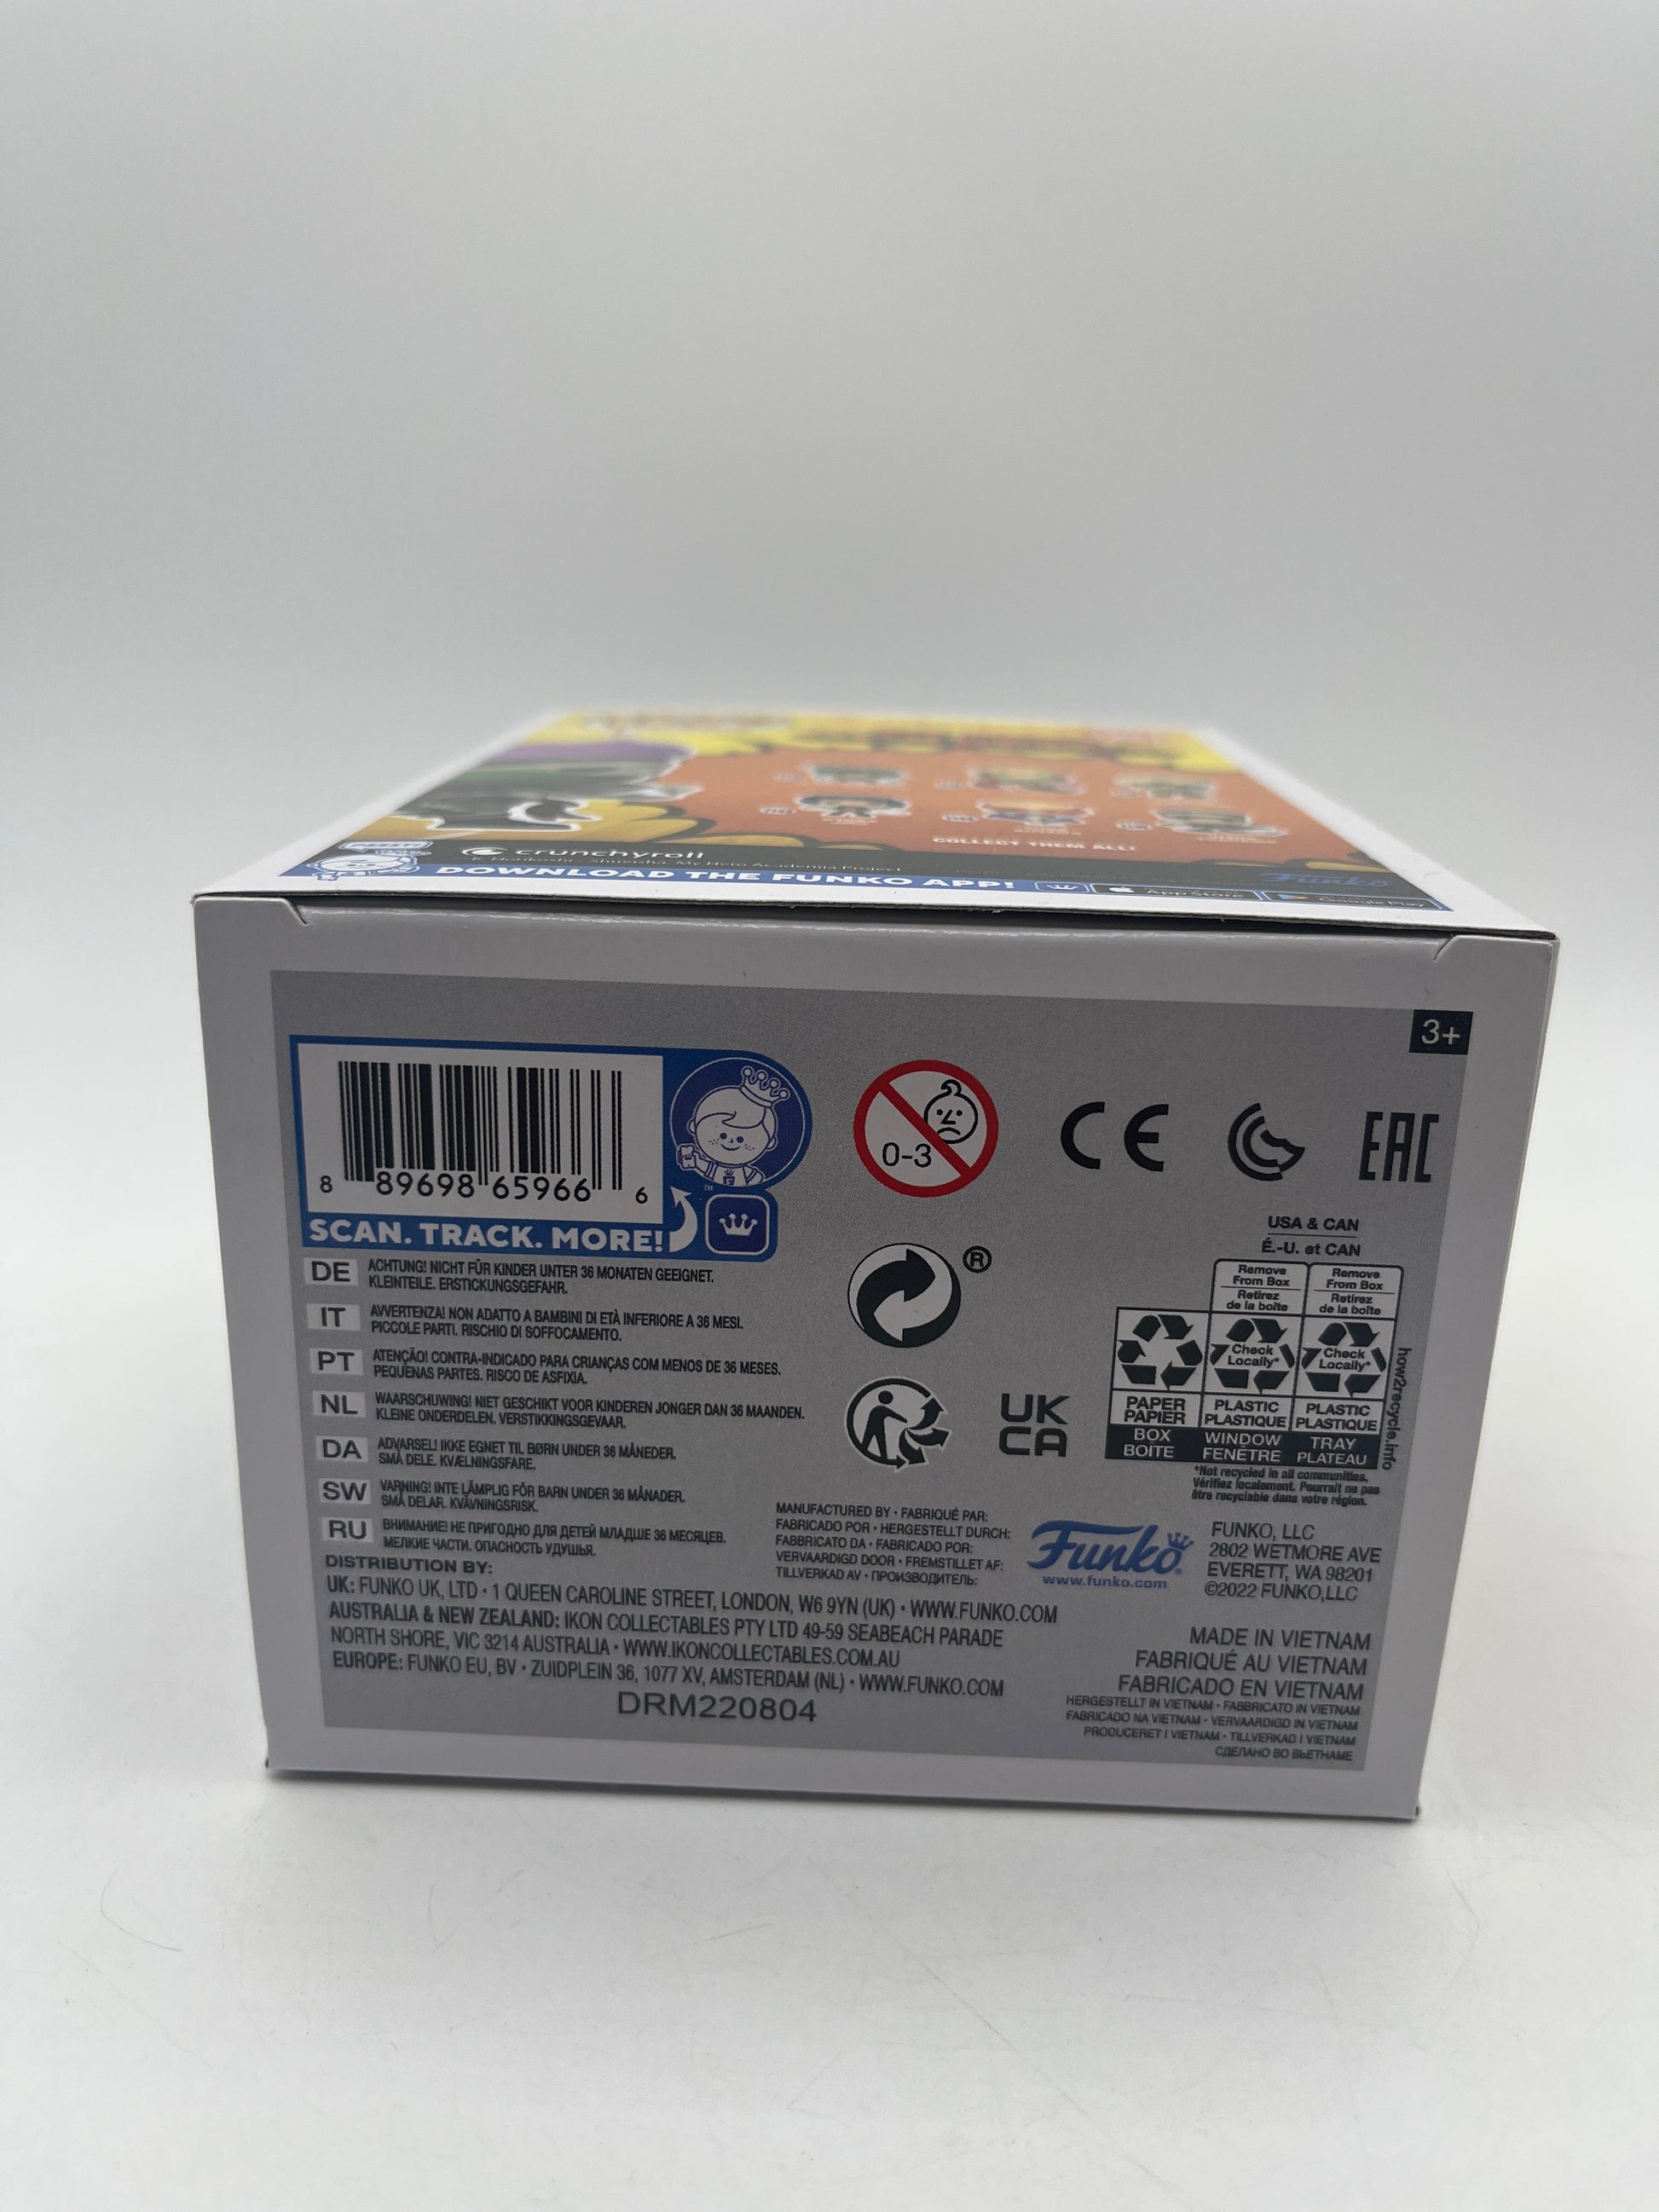 COLLECT THEM ALL!
crunchyroll
K. Horikoshi / Shueisha, My Hero Academia Project
DOWNLOAD THE FUNKO APP!
App Store
Google Play
Funko
3+
8 89698 65966 6
SCAN. TRACK. MORE!
TM
0-3
CE
EAC
®
UK
CA
USA & CAN
É.-U. et CAN
Remove
From Box
Retirez
de la boîte
Remove
From Box
Retirez
de la boîte
Check
Locally*
Check
Locally*
PAPER
PAPIER
PLASTIC
PLASTIQUE
PLASTIC
PLASTIQUE
BOX
BOÎTE
WINDOW
FENÊTRE
TRAY
PLATEAU
how2recycle.info
*Not recycled in all communities.
Vérifiez localement. Pourrait ne pas
être recyclable dans votre région.
DE ACHTUNG! NICHT FÜR KINDER UNTER 36 MONATEN GEEIGNET.
KLEINTEILE. ERSTICKUNGSGEFAHR.
IT AVVERTENZA! NON ADATTO A BAMBINI DI ETÀ INFERIORE A 36 MESI.
PICCOLE PARTI. RISCHIO DI SOFFOCAMENTO.
PT ATENÇÃO! CONTRA-INDICADO PARA CRIANÇAS COM MENOS DE 36 MESES.
PEQUENAS PARTES. RISCO DE ASFIXIA.
NL WAARSCHUWING! NIET GESCHIKT VOOR KINDEREN JONGER DAN 36 MAANDEN.
KLEINE ONDERDELEN. VERSTIKKINGSGEVAAR.
DA ADVARSEL! IKKE EGNET TIL BØRN UNDER 36 MÅNEDER.
SMÅ DELE. KVÆLNINGSFARE.
SW VARNING! INTE LÄMPLIG FÖR BARN UNDER 36 MÅNADER.
SMÅ DELAR. KVÄVNINGSRISK.
RU ВНИМАНИЕ! НЕ ПРИГОДНО ДЛЯ ДЕТЕЙ МЛАДШЕ 36 МЕСЯЦЕВ.
МЕЛКИЕ ЧАСТИ. ОПАСНОСТЬ УДУШЬЯ.
MANUFACTURED BY • FABRIQUÉ PAR:
FABRICADO POR • HERGESTELLT DURCH:
FABBRICATO DA • FABRICADO POR:
VERVAARDIGD DOOR • FREMSTILLET AF:
TILLVERKAD AV • ПРОИЗВОДИТЕЛЬ:
Funko
www.funko.com
FUNKO, LLC
2802 WETMORE AVE
EVERETT, WA 98201
©2022 FUNKO,LLC
DISTRIBUTION BY:
UK: FUNKO UK, LTD • 1 QUEEN CAROLINE STREET, LONDON, W6 9YN (UK) • WWW.FUNKO.COM
AUSTRALIA & NEW ZEALAND: IKON COLLECTABLES PTY LTD 49-59 SEABEACH PARADE
NORTH SHORE, VIC 3214 AUSTRALIA • WWW.IKONCOLLECTABLES.COM.AU
EUROPE: FUNKO EU, BV • ZUIDPLEIN 36, 1077 XV, AMSTERDAM (NL) • WWW.FUNKO.COM
DRM220804
MADE IN VIETNAM
FABRIQUÉ AU VIETNAM
FABRICADO EN VIETNAM
HERGESTELLT IN VIETNAM • FABBRICATO IN VIETNAM
FABRICADO NA VIETNAM • VERVAARDIGD IN VIETNAM
PRODUCERET I VIETNAM • TILLVERKAD I VIETNAM
СДЕЛАНО ВО ВЬЕТНАМЕ